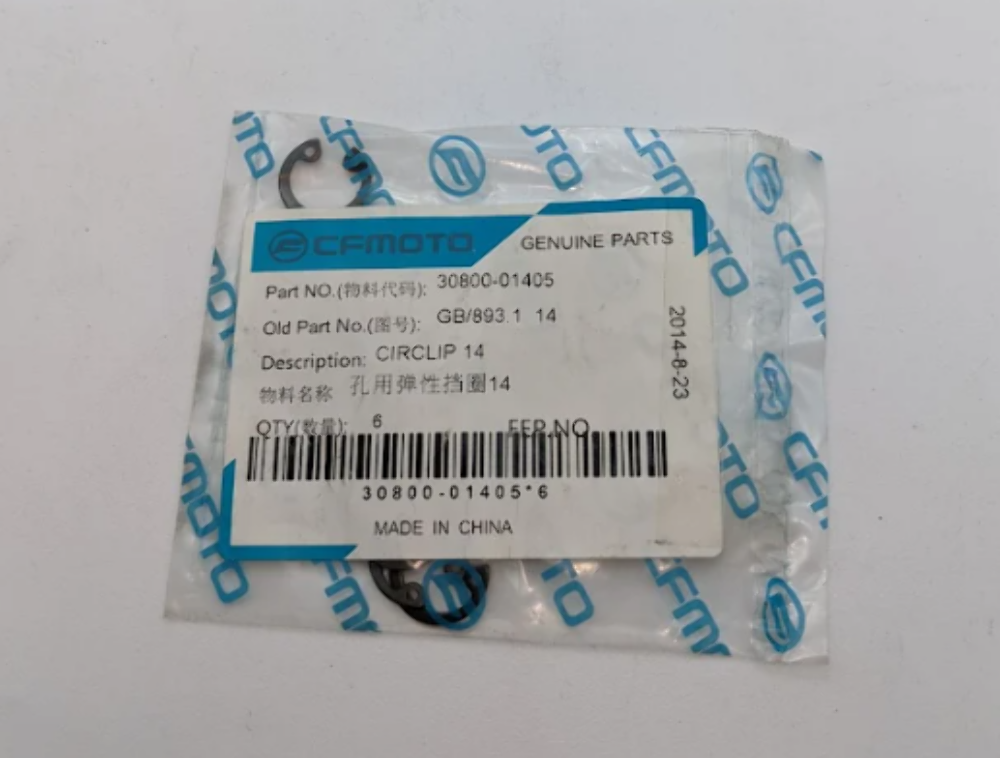 CFMOTO GENUINE PARTS
Part NO.(物料代码): 30800-01405
Old Part No.(图号): GB/893.1 14
Description: CIRCLIP 14
物料名称 孔用弹性挡圈14
QTY(数量): 6
30800-01405*6
MADE IN CHINA
2014-8-23